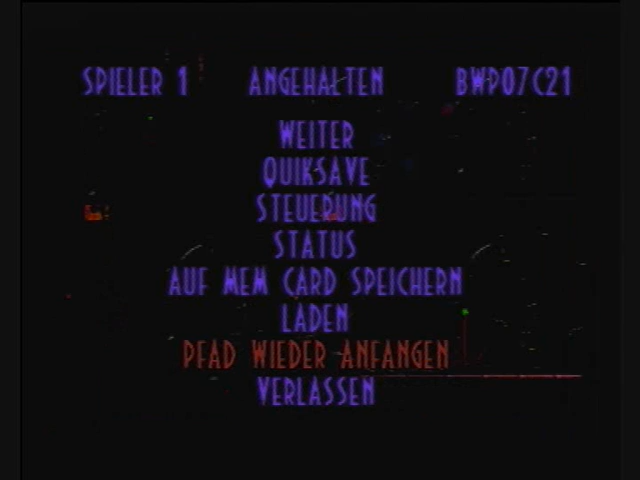 SPIELER 1 ANGEHALTEN BWP07C21
WEITER
QUIKSAVE
STEUERUNG
STATUS
AUF MEM CARD SPEICHERN
LADEN
PFAD WIEDER ANFANGEN
VERLASSEN